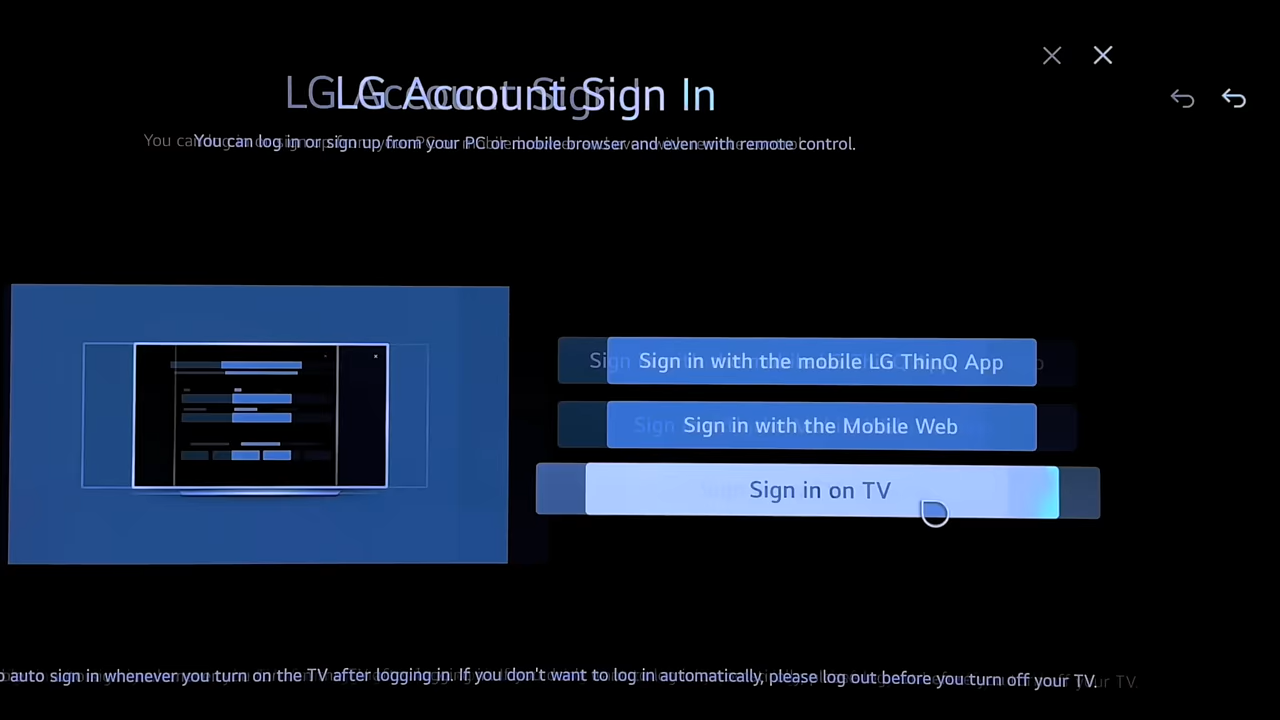 LG Account Sign In
You can log in or sign up from your PC or mobile browser and even with remote control.
Sign in with the mobile LG ThinQ App
Sign in with the Mobile Web
Sign in on TV
auto sign in whenever you turn on the TV after logging in. If you don't want to log in automatically, please log out before you turn off your TV.